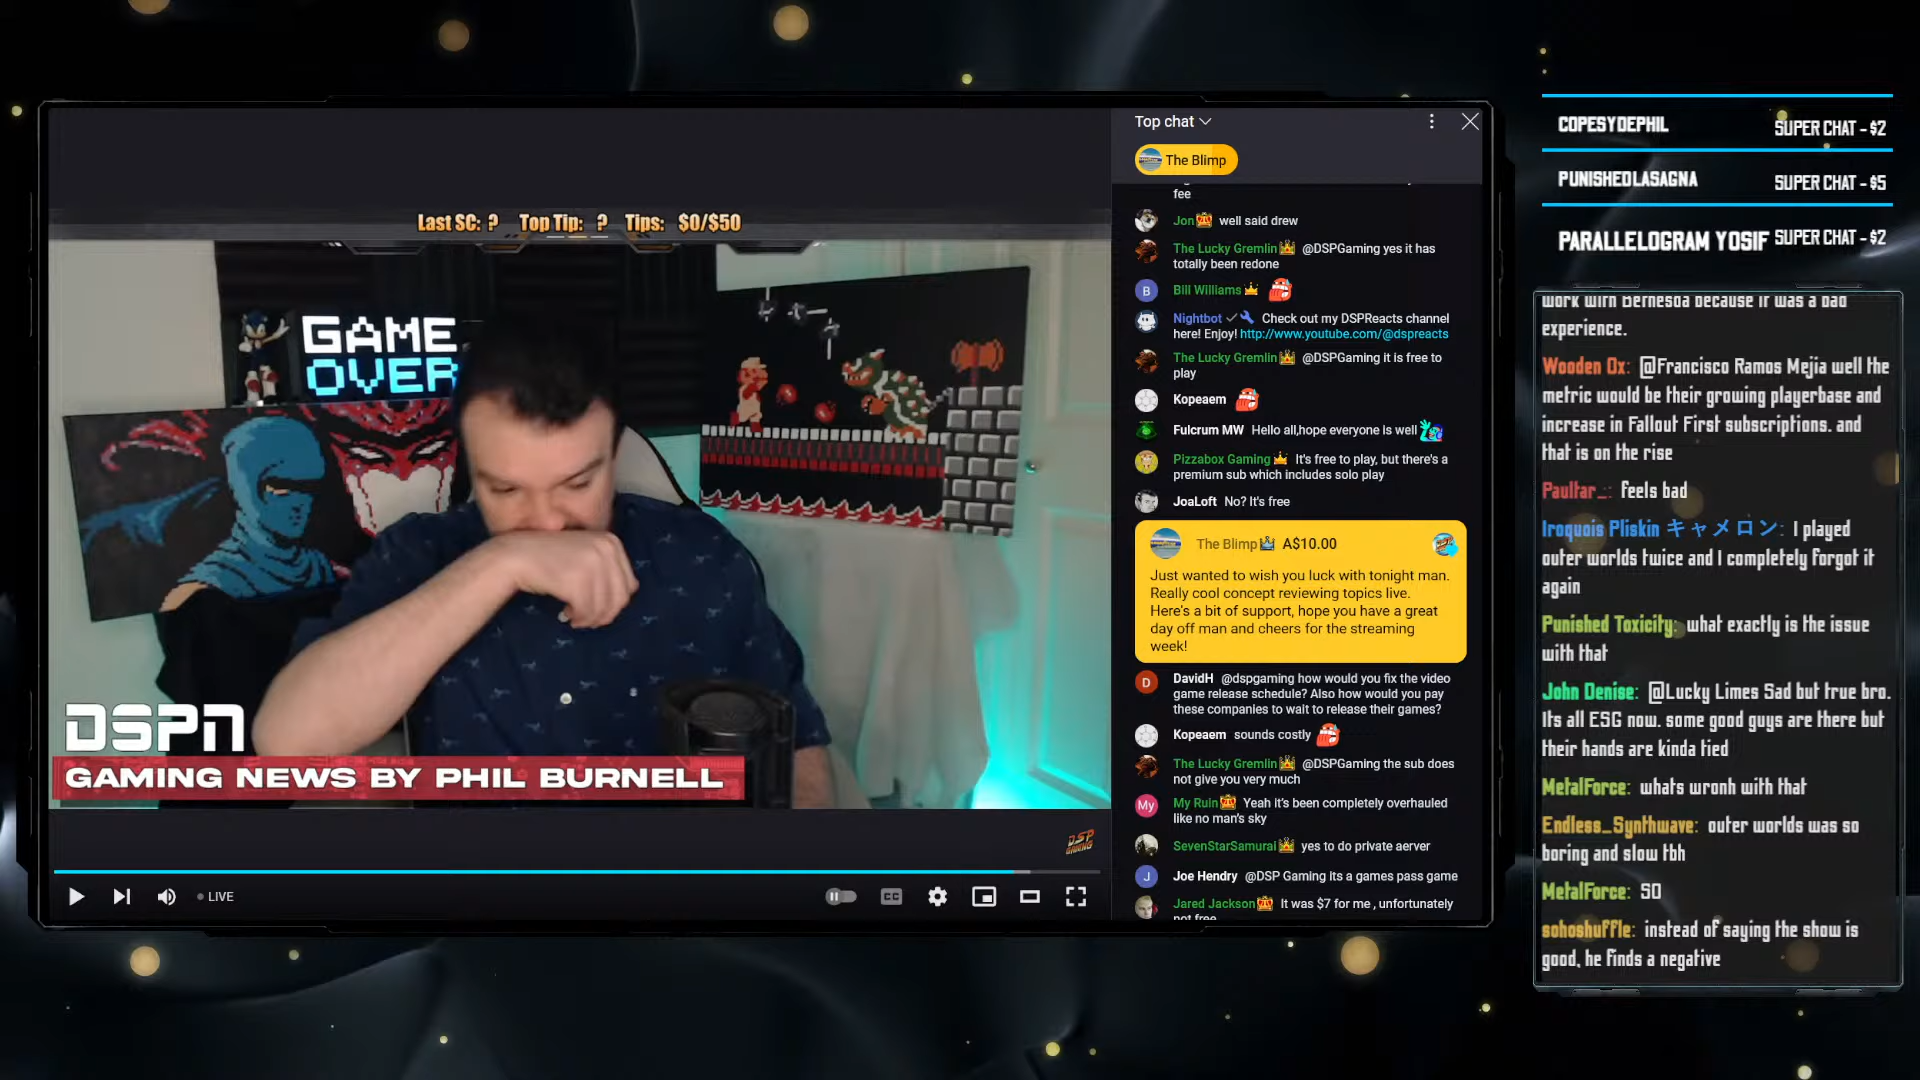 Last SC: ? Top Tip: ? Tips: $0/$50
GAME
OVER
DSPN
GAMING NEWS BY PHIL BURNELL
DSP
GAMING
LIVE
CC
Top chat
The Blimp
fee
Jon well said drew
The Lucky Gremlin @DSPGaming yes it has
totally been redone
B
Bill Williams
Nightbot Check out my DSPReacts channel
here! Enjoy! http://www.youtube.com/@dspreacts
The Lucky Gremlin @DSPGaming it is free to
play
Kopeaem
Fulcrum MW Hello all,hope everyone is well
Pizzabox Gaming It's free to play, but there's a
premium sub which includes solo play
JoaLoft No? It's free
The Blimp A$10.00
Just wanted to wish you luck with tonight man.
Really cool concept reviewing topics live.
Here's a bit of support, hope you have a great
day off man and cheers for the streaming
week!
D
DavidH @dspgaming how would you fix the video
game release schedule? Also how would you pay
these companies to wait to release their games?
Kopeaem sounds costly
The Lucky Gremlin @DSPGaming the sub does
not give you very much
My
My Ruin Yeah it's been completely overhauled
like no man's sky
SevenStarSamurai yes to do private aerver
J
Joe Hendry @DSP Gaming Its a games pass game
Jared Jackson It was $7 for me , unfortunately
not free
COPESYDEPHIL SUPER CHAT - $2
PUNISHEDLASAGNA SUPER CHAT - $5
PARALLELOGRAM YOSIF SUPER CHAT - $2
work with Bethesda because it was a bad
experience.
Wooden Ox: @Francisco Ramos Mejia well the
metric would be their growing playerbase and
increase in Fallout First subscriptions. and
that is on the rise
Paultar_: feels bad
Iroquois Pliskin キャメロン: I played
outer worlds twice and I completely forgot it
again
Punished Toxicity: what exactly is the issue
with that
John Denise: @Lucky Limes Sad but true bro.
Its all ESG now. some good guys are there but
their hands are kinda tied
MetalForce: whats wronh with that
Endless_Synthwave: outer worlds was so
boring and slow tbh
MetalForce: SO
sohoshuffle: instead of saying the show is
good, he finds a negative